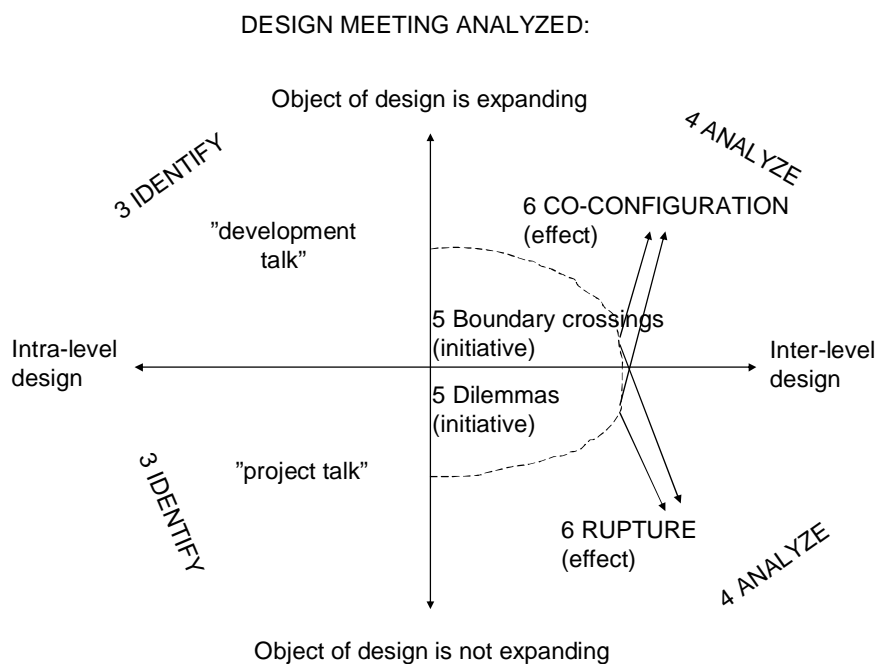 DESIGN MEETING ANALYZED:
Object of design is expanding
3 IDENTIFY
4 ANALYZE
”development
talk”
6 CO-CONFIGURATION
(effect)
5 Boundary crossings
(initiative)
Intra-level
design
Inter-level
design
5 Dilemmas
(initiative)
3 IDENTIFY
”project talk”
6 RUPTURE
(effect)
4 ANALYZE
Object of design is not expanding